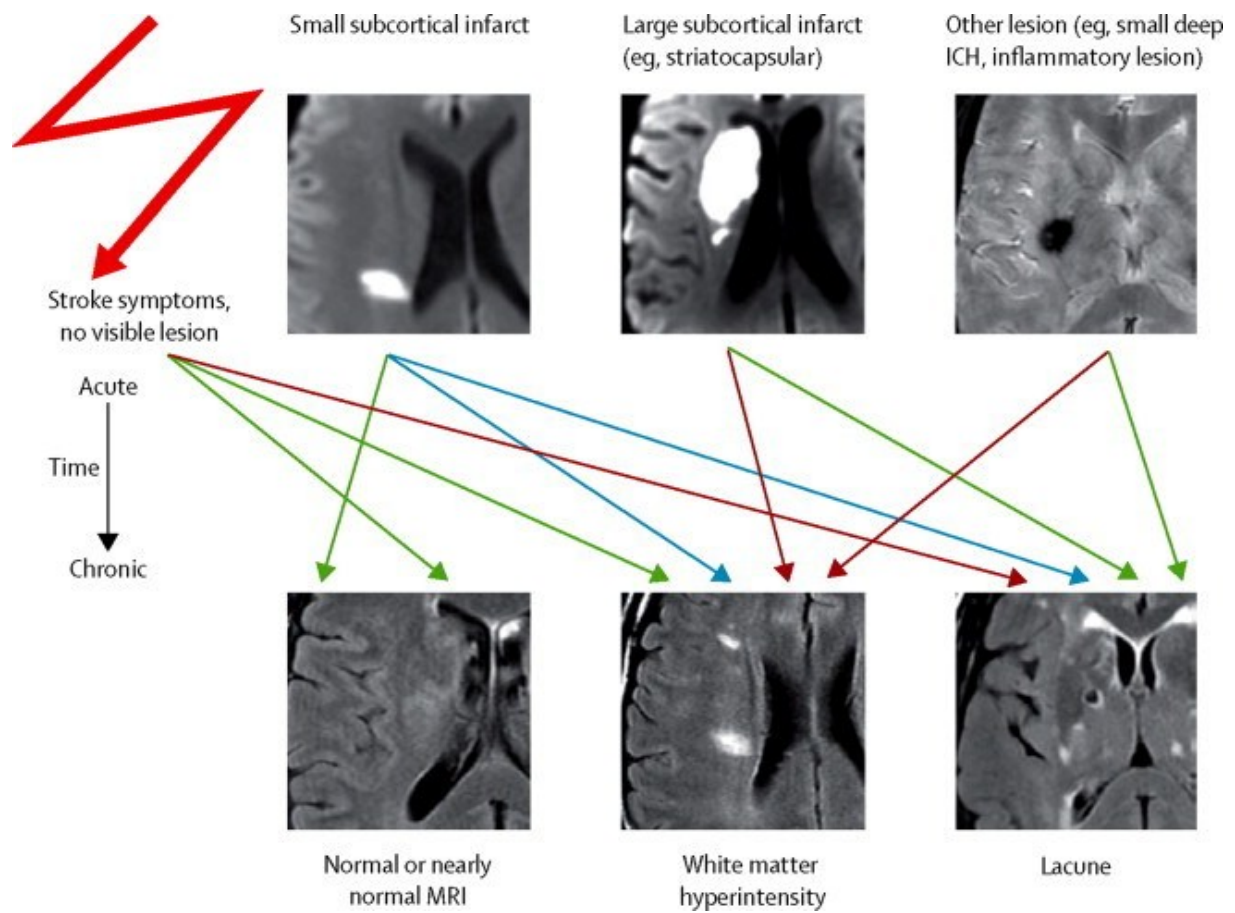 Small subcortical infarct
Large subcortical infarct
(eg, striatocapsular)
Other lesion (eg, small deep
ICH, inflammatory lesion)
Stroke symptoms,
no visible lesion
Acute
Time
Chronic
Normal or nearly
normal MRI
White matter
hyperintensity
Lacune